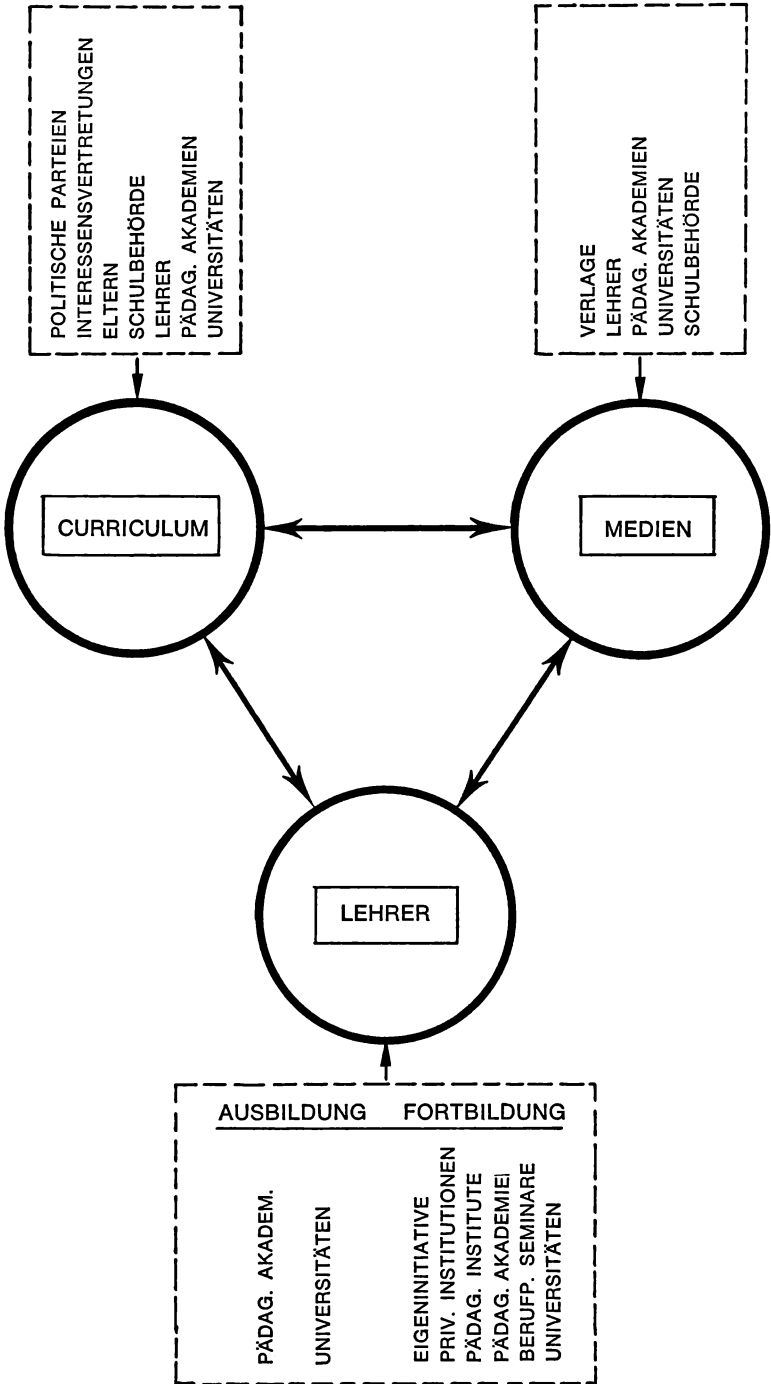 POLITISCHE PARTEIEN
INTERESSENSVERTRETUNGEN
ELTERN
SCHULBEHÖRDE
LEHRER
PÄDAG. AKADEMIEN
UNIVERSITÄTEN
VERLAGE
LEHRER
PÄDAG. AKADEMIEN
UNIVERSITÄTEN
SCHULBEHÖRDE
CURRICULUM
MEDIEN
LEHRER
AUSBILDUNG FORTBILDUNG
PÄDAG. AKADEM.
UNIVERSITÄTEN
EIGENINITIATIVE
PRIV. INSTITUTIONEN
PÄDAG. INSTITUTE
PÄDAG. AKADEMIE
BERUFP. SEMINARE
UNIVERSITÄTEN